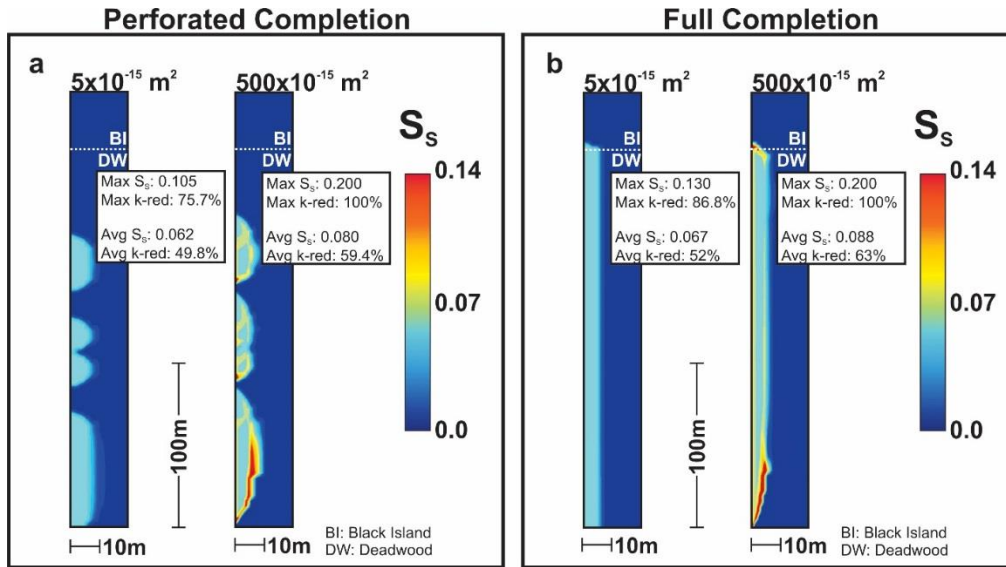 Perforated Completion
Full Completion
a
5x10⁻¹⁵ m²
500x10⁻¹⁵ m²
BI
DW
BI
DW
Max Sₛ: 0.105
Max k-red: 75.7%
Avg Sₛ: 0.062
Avg k-red: 49.8%
Max Sₛ: 0.200
Max k-red: 100%
Avg Sₛ: 0.080
Avg k-red: 59.4%
Sₛ
0.14
0.07
0.0
100m
10m
10m
BI: Black Island
DW: Deadwood
b
5x10⁻¹⁵ m²
500x10⁻¹⁵ m²
BI
DW
BI
DW
Max Sₛ: 0.130
Max k-red: 86.8%
Avg Sₛ: 0.067
Avg k-red: 52%
Max Sₛ: 0.200
Max k-red: 100%
Avg Sₛ: 0.088
Avg k-red: 63%
Sₛ
0.14
0.07
0.0
100m
10m
10m
BI: Black Island
DW: Deadwood